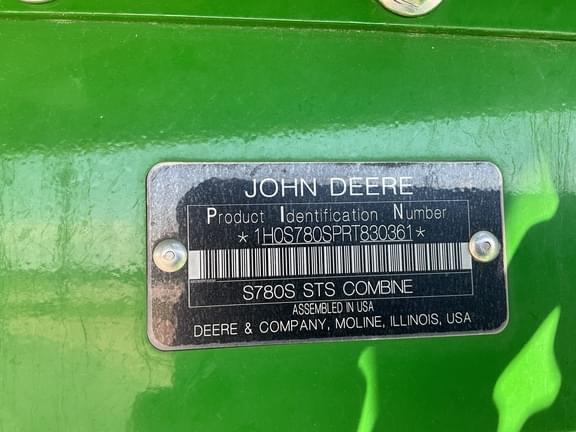 JOHN DEERE
Product Identification Number
*1H0S780SPRT830361*
S780S STS COMBINE
ASSEMBLED IN USA
DEERE & COMPANY, MOLINE, ILLINOIS, USA